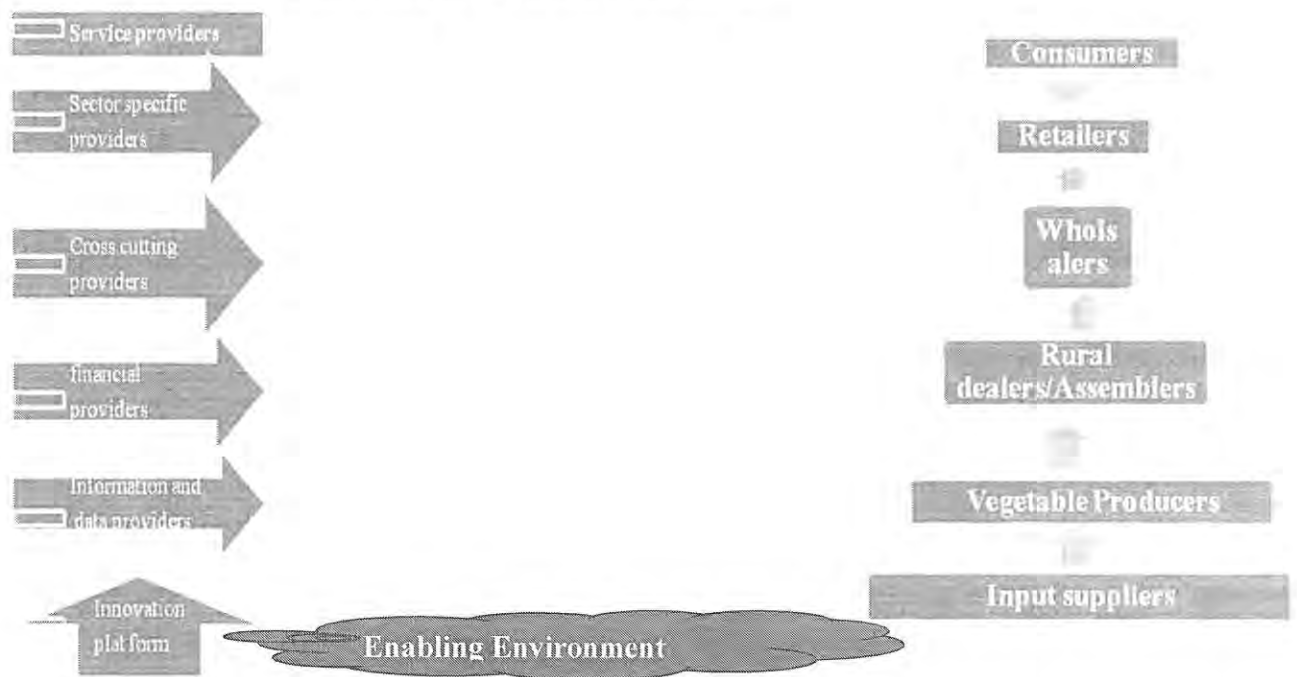 Service providers
Sector specific
providers
Cross cutting
providers
financial
providers
Information and
data providers
Innovation
plat form
Enabling Environment
Consumers
Retailers
Whols
alers
Rural
dealers/Assemblers
Vegetable Producers
Input suppliers